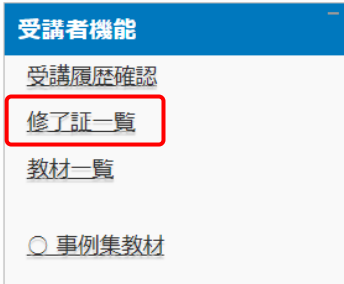 受講者機能
受講履歴確認
修了証一覧
教材一覧
○ 事例集教材